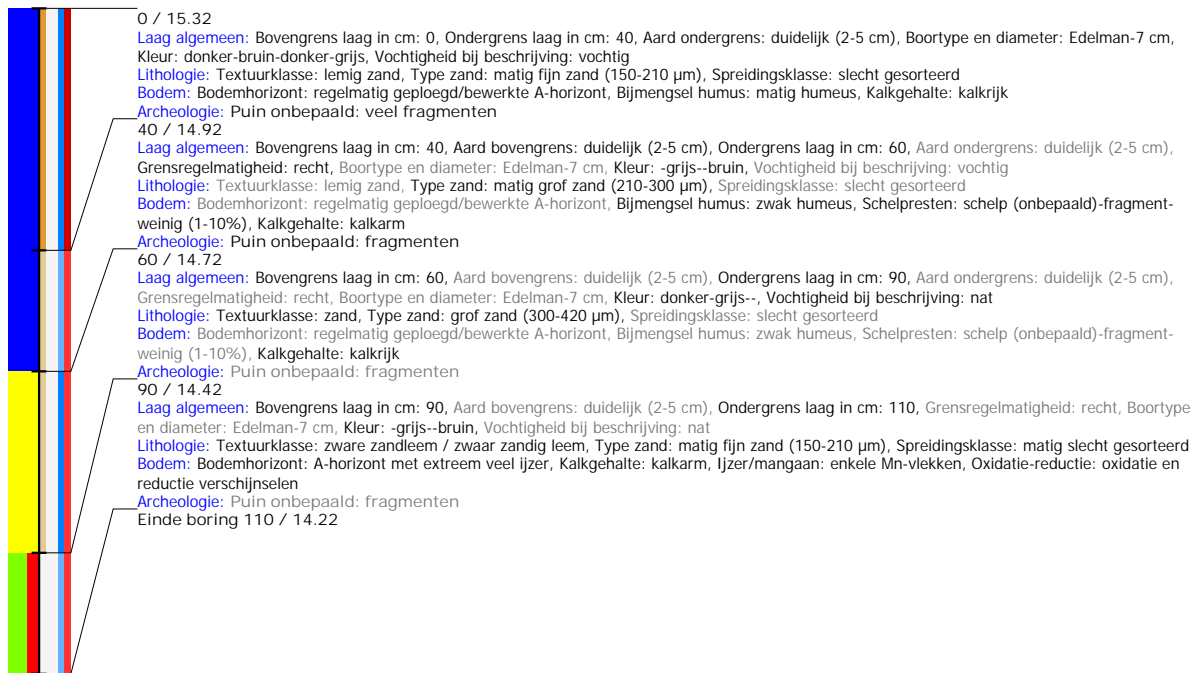 0 / 15.32
Laag algemeen: Bovengrens laag in cm: 0, Ondergrens laag in cm: 40, Aard ondergrens: duidelijk (2-5 cm), Boortype en diameter: Edelman-7 cm,
Kleur: donker-bruin-donker-grijs, Vochtigheid bij beschrijving: vochtig
Lithologie: Textuurklasse: lemig zand, Type zand: matig fijn zand (150-210 µm), Spreidingsklasse: slecht gesorteerd
Bodem: Bodemhorizont: regelmatig geploegd/bewerkte A-horizont, Bijmengsel humus: matig humeus, Kalkgehalte: kalkrijk
Archeologie: Puin onbepaald: veel fragmenten
40 / 14.92
Laag algemeen: Bovengrens laag in cm: 40, Aard bovengrens: duidelijk (2-5 cm), Ondergrens laag in cm: 60, Aard ondergrens: duidelijk (2-5 cm),
Grensregelmatigheid: recht, Boortype en diameter: Edelman-7 cm, Kleur: -grijs--bruin, Vochtigheid bij beschrijving: vochtig
Lithologie: Textuurklasse: lemig zand, Type zand: matig grof zand (210-300 µm), Spreidingsklasse: slecht gesorteerd
Bodem: Bodemhorizont: regelmatig geploegd/bewerkte A-horizont, Bijmengsel humus: zwak humeus, Schelpresten: schelp (onbepaald)-fragment-
weinig (1-10%), Kalkgehalte: kalkarm
Archeologie: Puin onbepaald: fragmenten
60 / 14.72
Laag algemeen: Bovengrens laag in cm: 60, Aard bovengrens: duidelijk (2-5 cm), Ondergrens laag in cm: 90, Aard ondergrens: duidelijk (2-5 cm),
Grensregelmatigheid: recht, Boortype en diameter: Edelman-7 cm, Kleur: donker-grijs--, Vochtigheid bij beschrijving: nat
Lithologie: Textuurklasse: zand, Type zand: grof zand (300-420 µm), Spreidingsklasse: slecht gesorteerd
Bodem: Bodemhorizont: regelmatig geploegd/bewerkte A-horizont, Bijmengsel humus: zwak humeus, Schelpresten: schelp (onbepaald)-fragment-
weinig (1-10%), Kalkgehalte: kalkrijk
Archeologie: Puin onbepaald: fragmenten
90 / 14.42
Laag algemeen: Bovengrens laag in cm: 90, Aard bovengrens: duidelijk (2-5 cm), Ondergrens laag in cm: 110, Grensregelmatigheid: recht, Boortype
en diameter: Edelman-7 cm, Kleur: -grijs--bruin, Vochtigheid bij beschrijving: nat
Lithologie: Textuurklasse: zware zandleem / zwaar zandig leem, Type zand: matig fijn zand (150-210 µm), Spreidingsklasse: matig slecht gesorteerd
Bodem: Bodemhorizont: A-horizont met extreem veel ijzer, Kalkgehalte: kalkarm, Ijzer/mangaan: enkele Mn-vlekken, Oxidatie-reductie: oxidatie en
reductie verschijnselen
Archeologie: Puin onbepaald: fragmenten
Einde boring 110 / 14.22